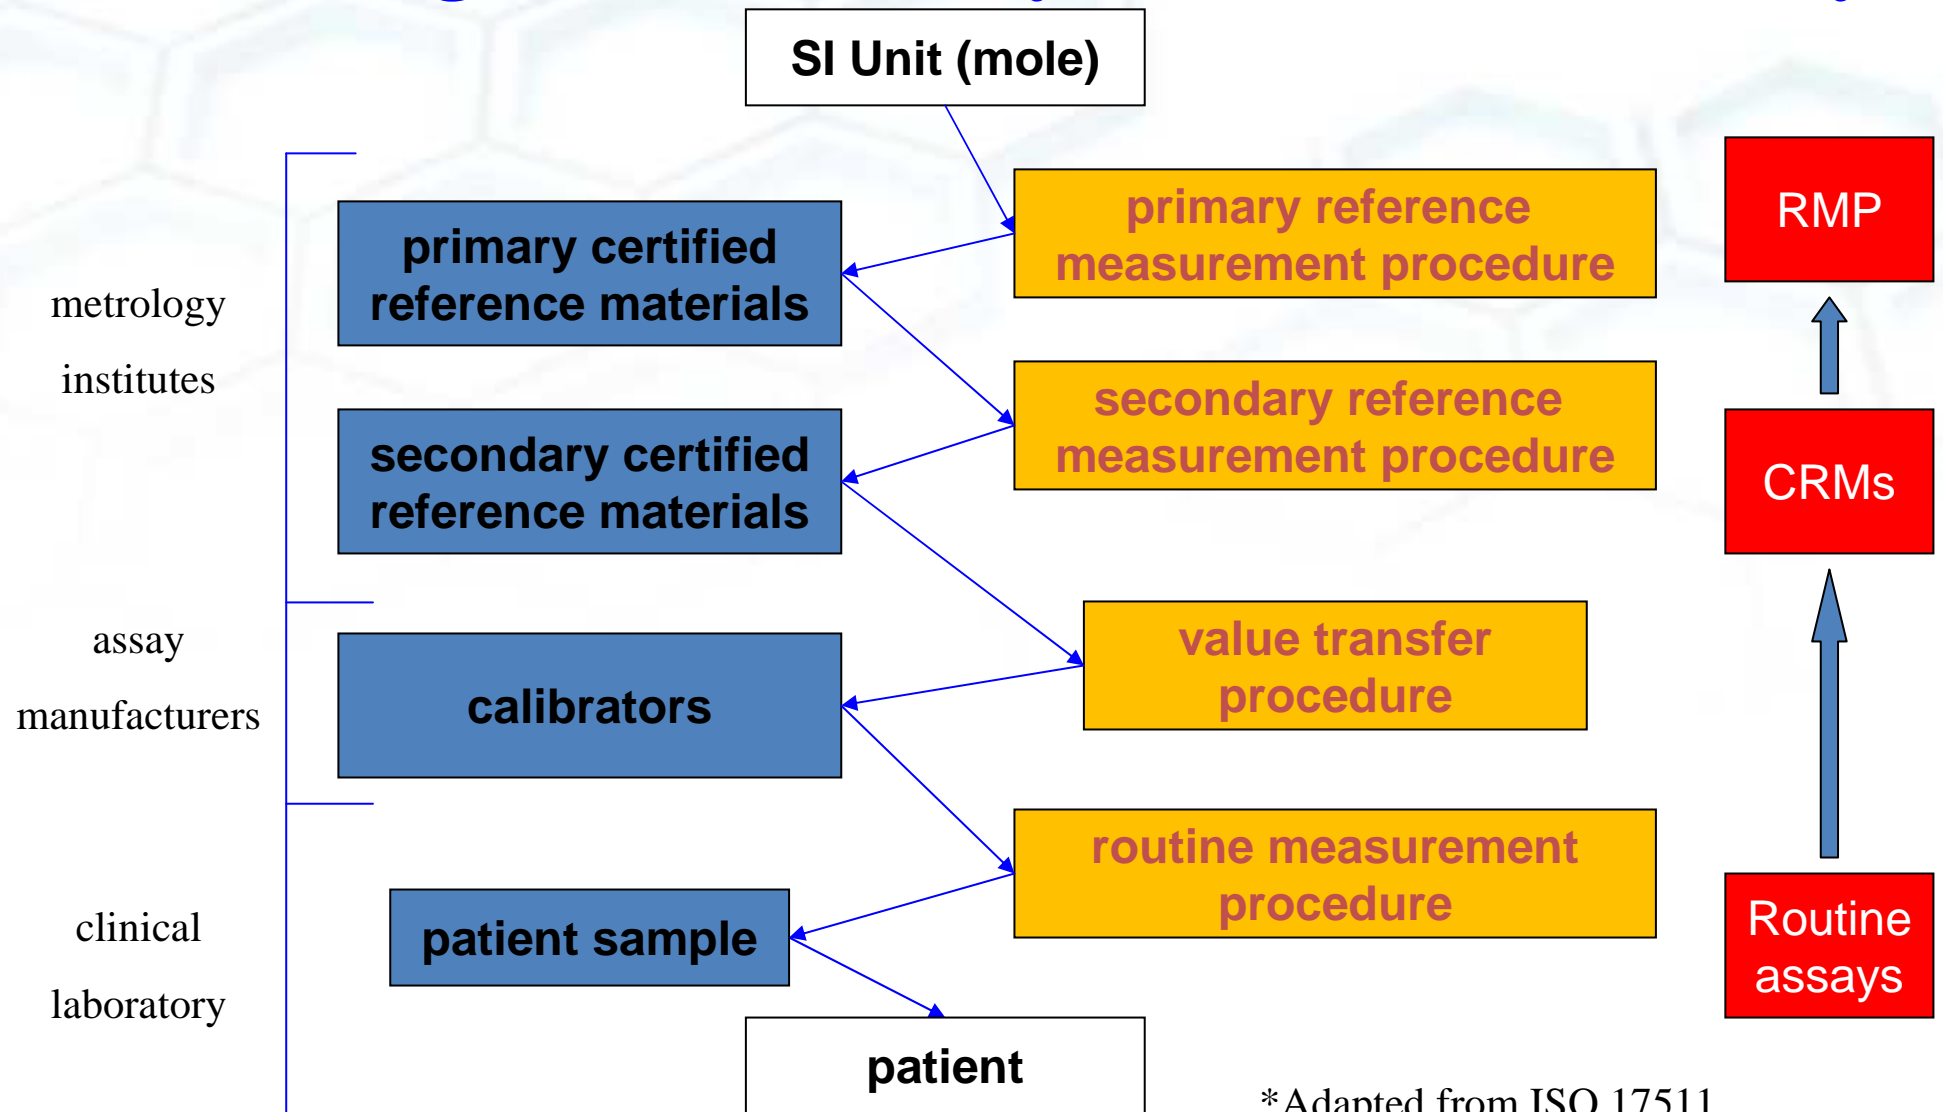 SI Unit (mole)
primary reference
measurement procedure
RMP
primary certified
reference materials
metrology
institutes
secondary reference
measurement procedure
secondary certified
reference materials
CRMs
assay
manufacturers
value transfer
procedure
calibrators
routine measurement
procedure
clinical
laboratory
patient sample
Routine
assays
patient
*Adapted from ISO 17511